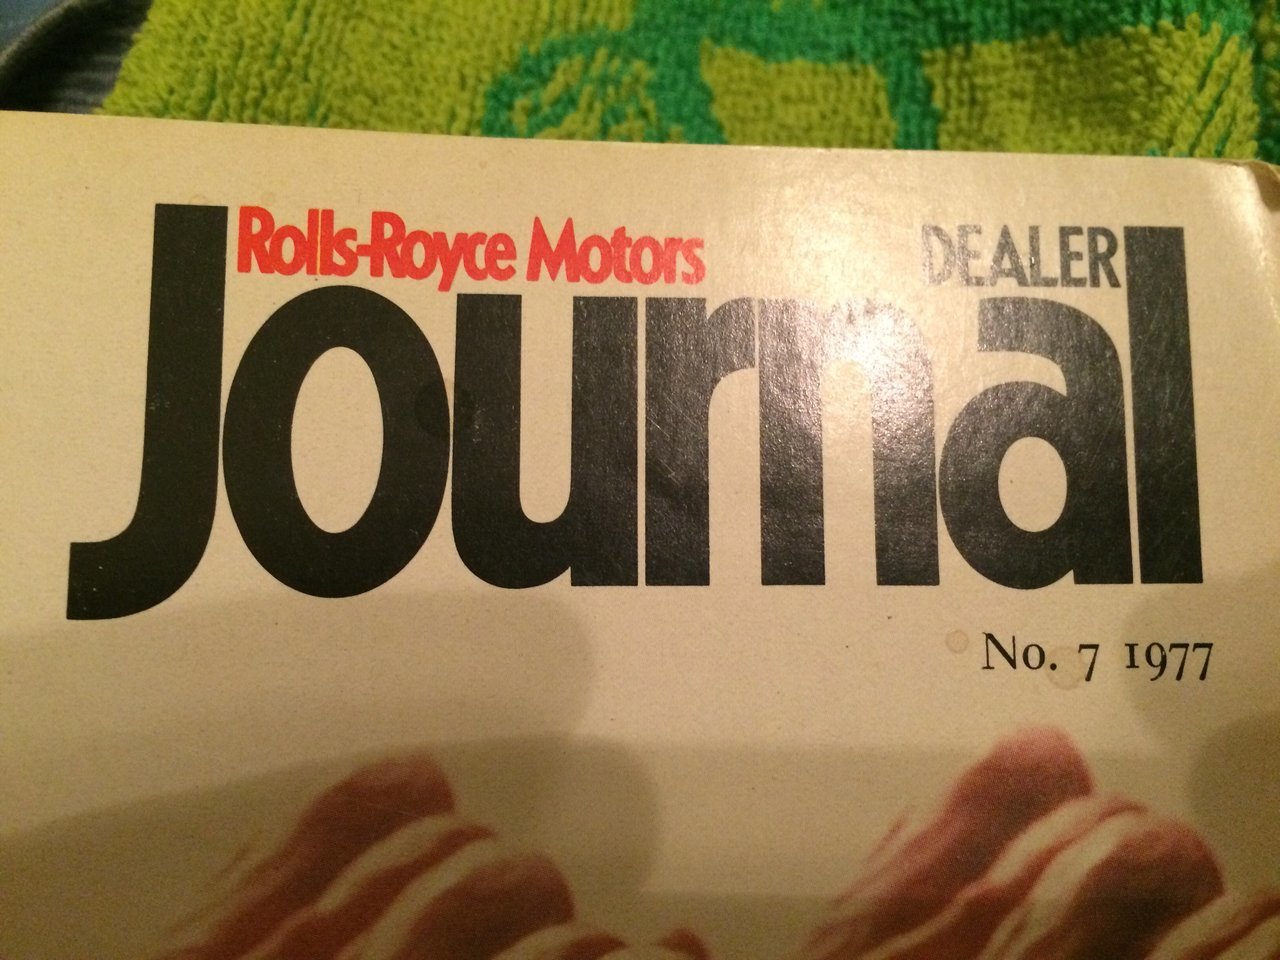 Rolls-Royce Motors DEALER
Journal
No. 7 1977